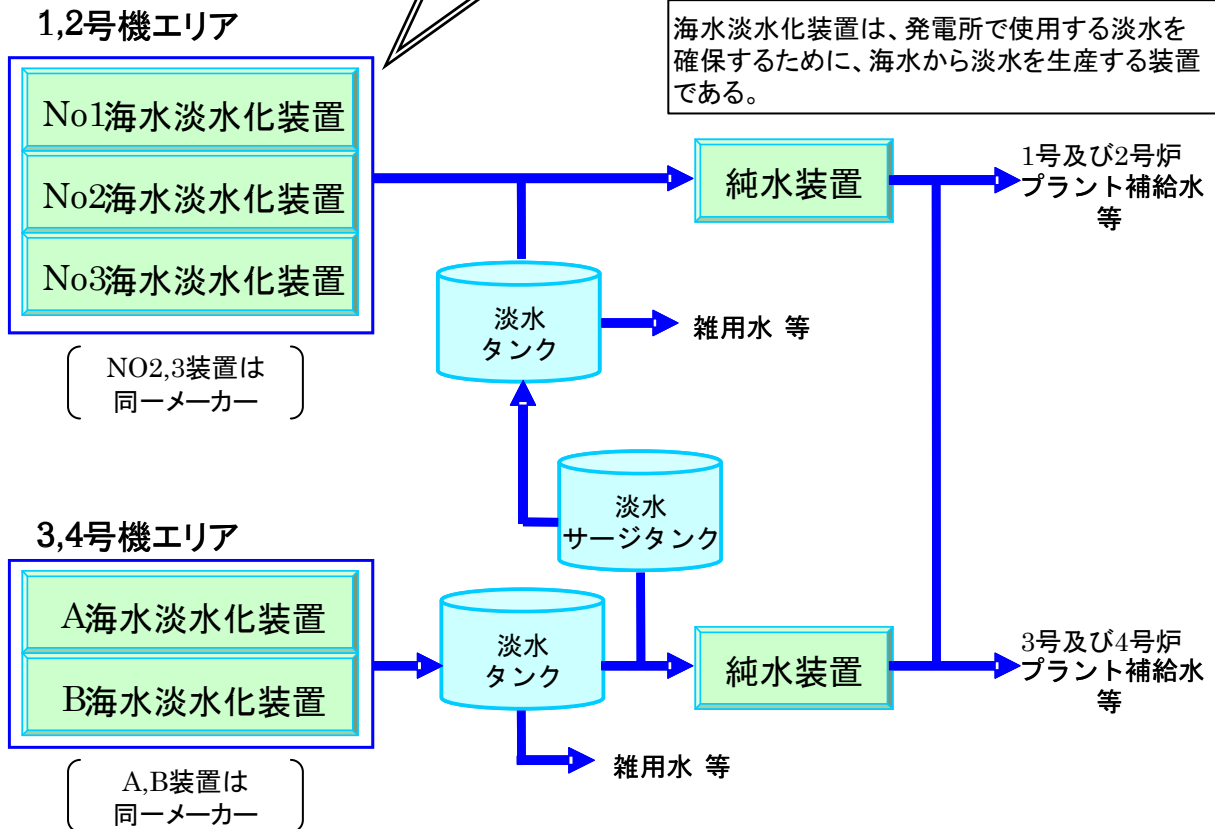 1,2号機エリア
海水淡水化装置は、発電所で使用する淡水を
確保するために、海水から淡水を生産する装置
である。
No1海水淡水化装置
No2海水淡水化装置
No3海水淡水化装置
純水装置
1号及び2号炉
プラント補給水
等
淡水
タンク
雑用水 等
NO2,3装置は
同一メーカー
淡水
サージタンク
3,4号機エリア
A海水淡水化装置
B海水淡水化装置
淡水
タンク
純水装置
3号及び4号炉
プラント補給水
等
雑用水 等
A,B装置は
同一メーカー